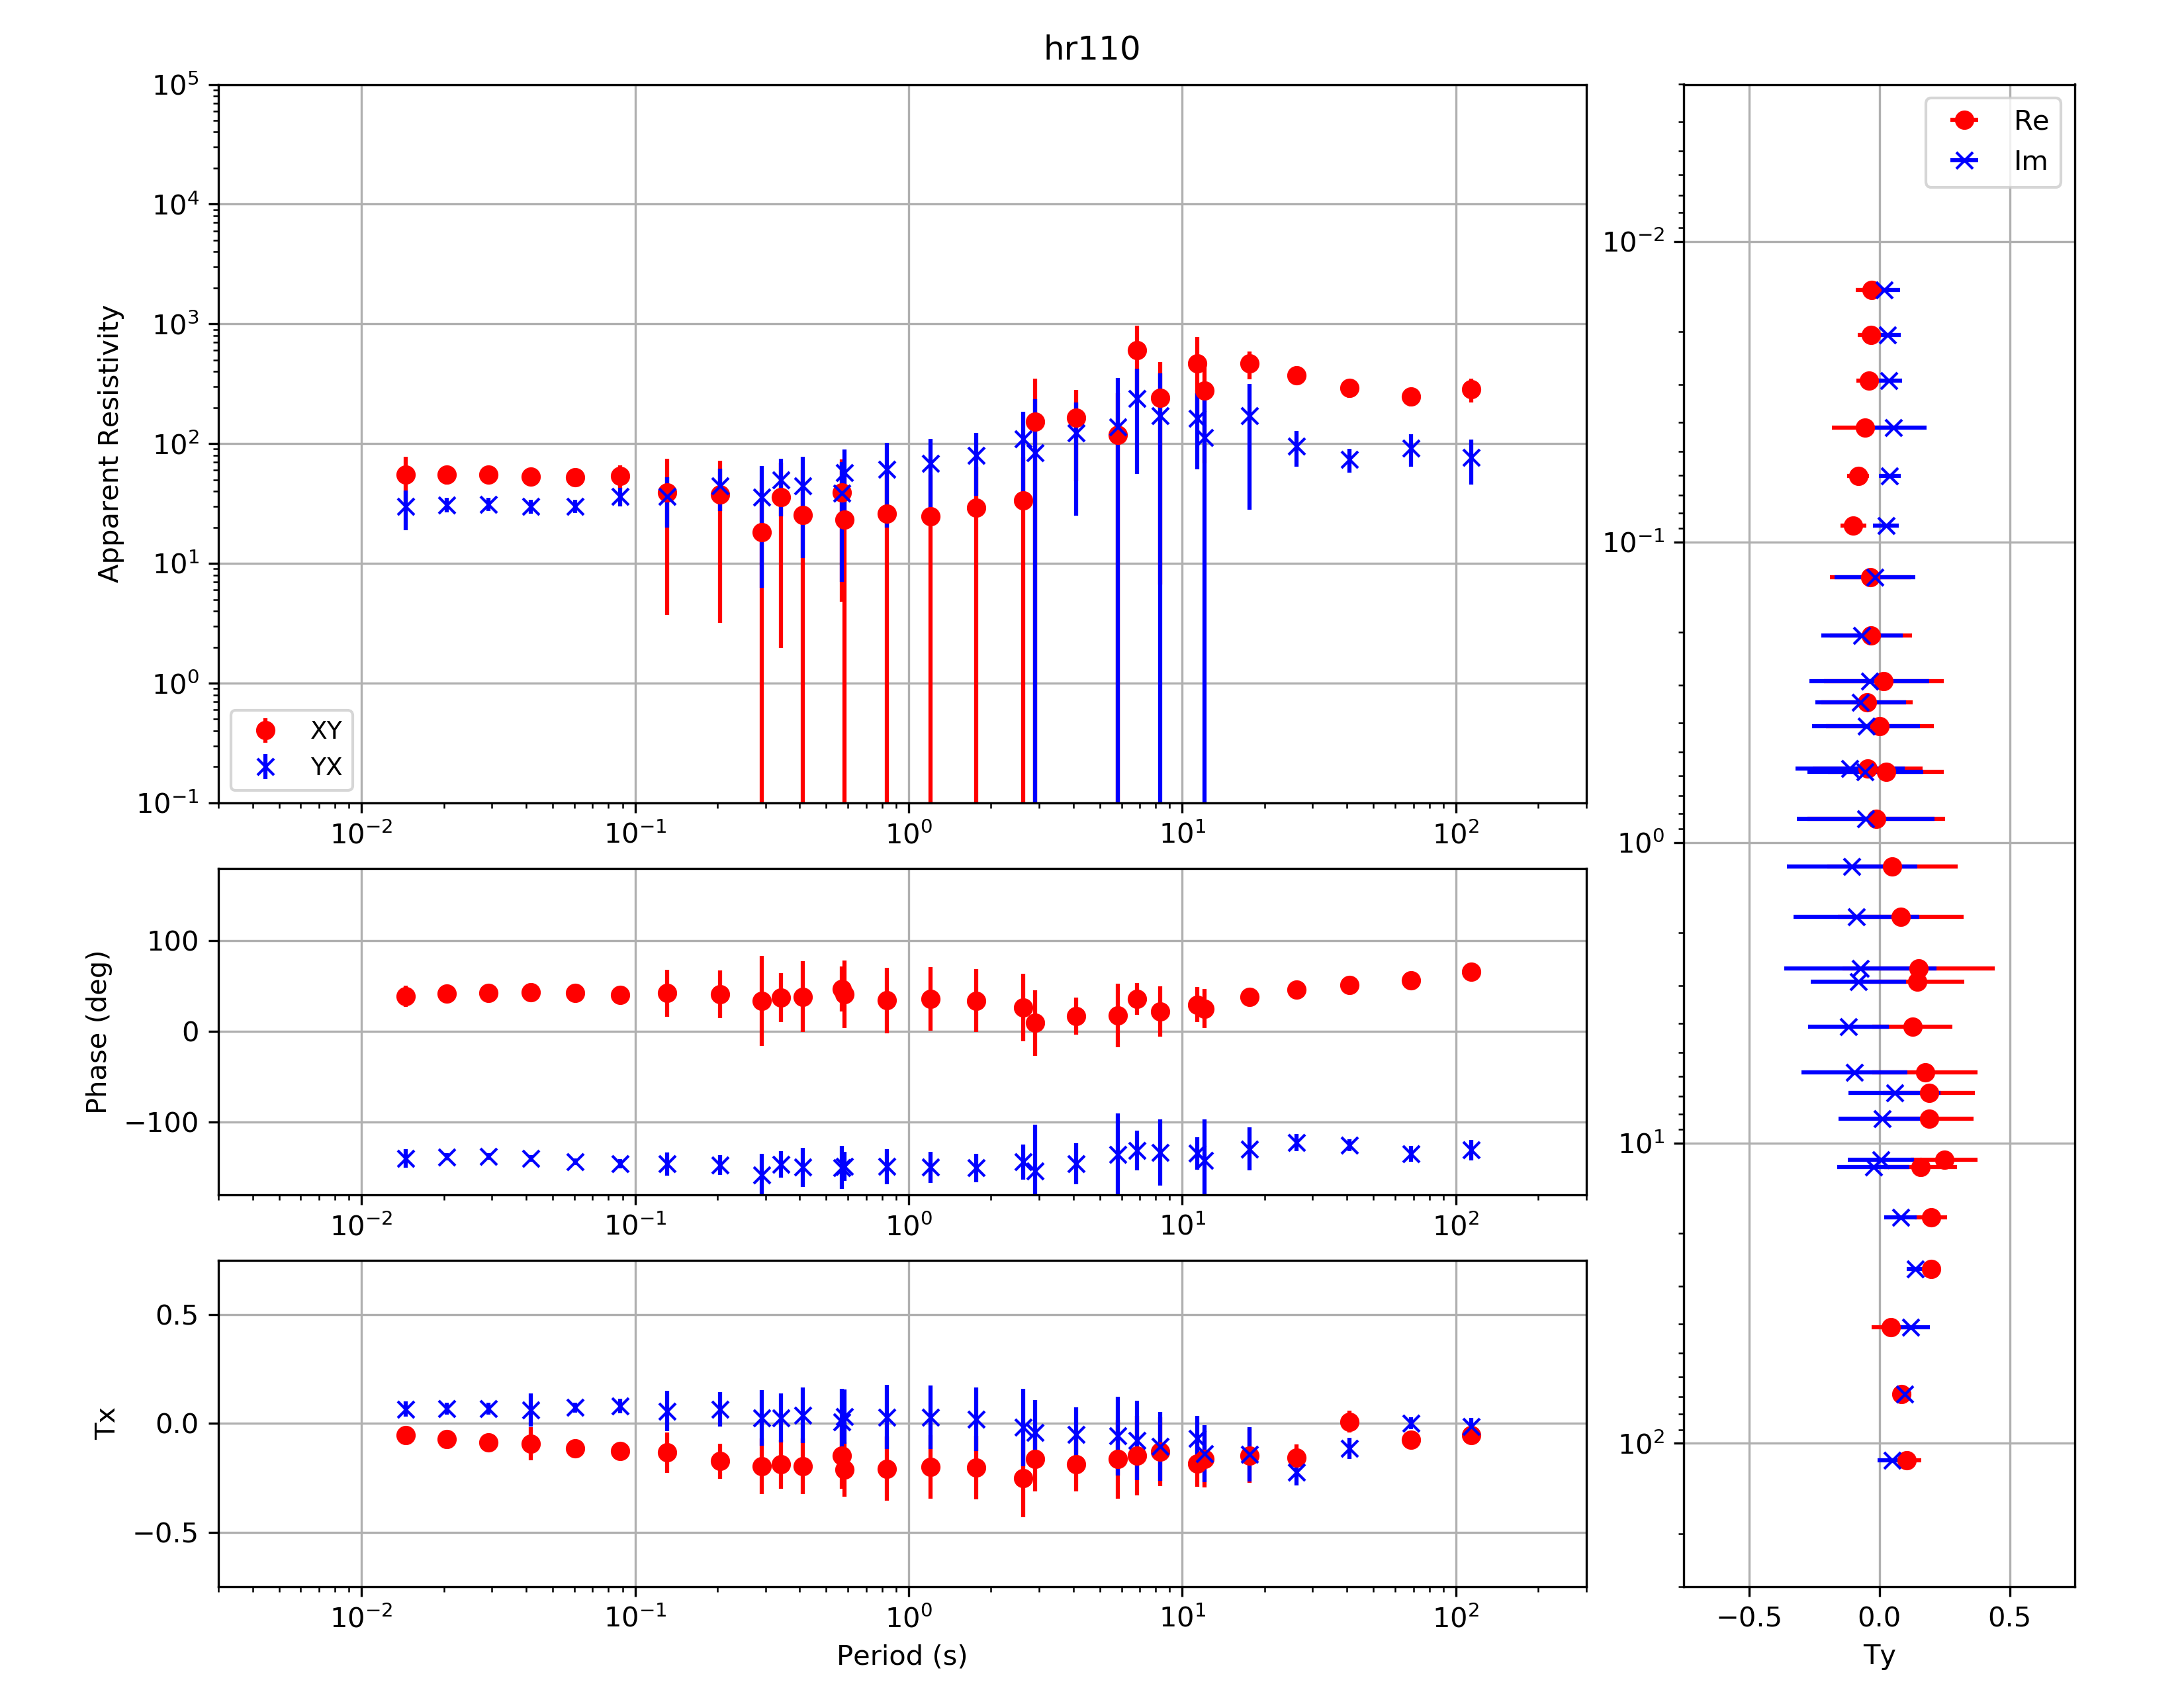 hr110
Apparent Resistivity
10⁵
10⁴
10³
10²
10¹
10⁰
10⁻¹
XY
YX
10⁻² 10⁻¹ 10⁰ 10¹ 10²
Phase (deg)
100
0
−100
10⁻² 10⁻¹ 10⁰ 10¹ 10²
Tx
0.5
0.0
−0.5
10⁻² 10⁻¹ 10⁰ 10¹ 10²
Period (s)
Re
Im
10⁻²
10⁻¹
10⁰
10¹
10²
−0.5 0.0 0.5
Ty